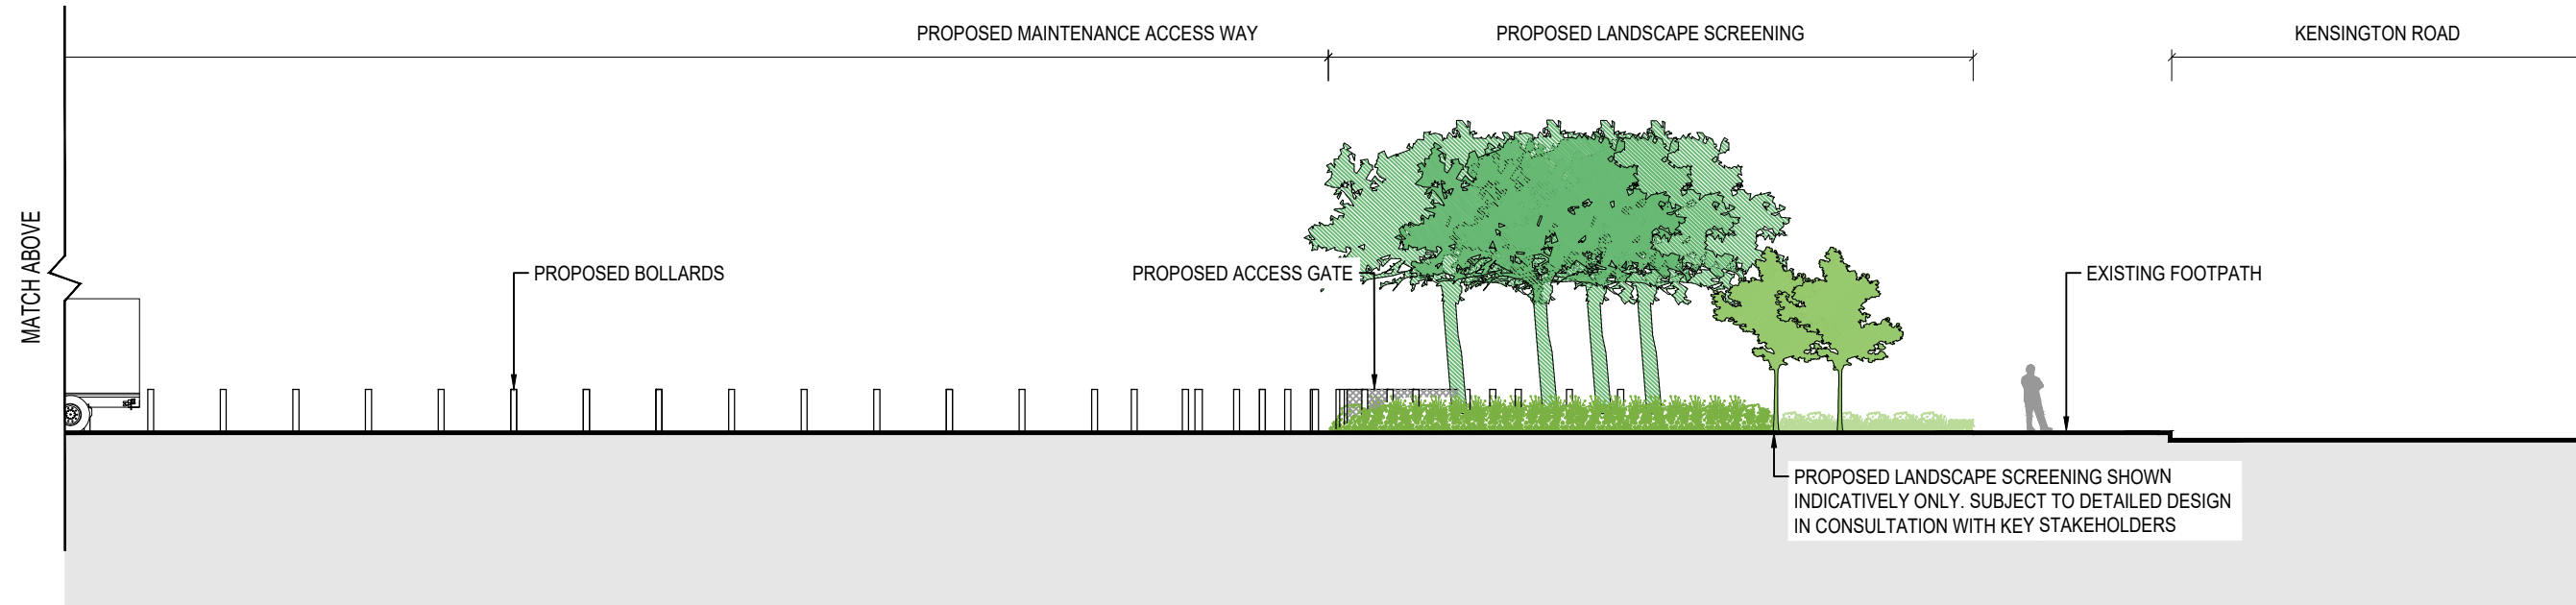 PROPOSED MAINTENANCE ACCESS WAY
PROPOSED LANDSCAPE SCREENING
KENSINGTON ROAD
MATCH ABOVE
PROPOSED BOLLARDS
PROPOSED ACCESS GATE
EXISTING FOOTPATH
PROPOSED LANDSCAPE SCREENING SHOWN
INDICATIVELY ONLY. SUBJECT TO DETAILED DESIGN
IN CONSULTATION WITH KEY STAKEHOLDERS